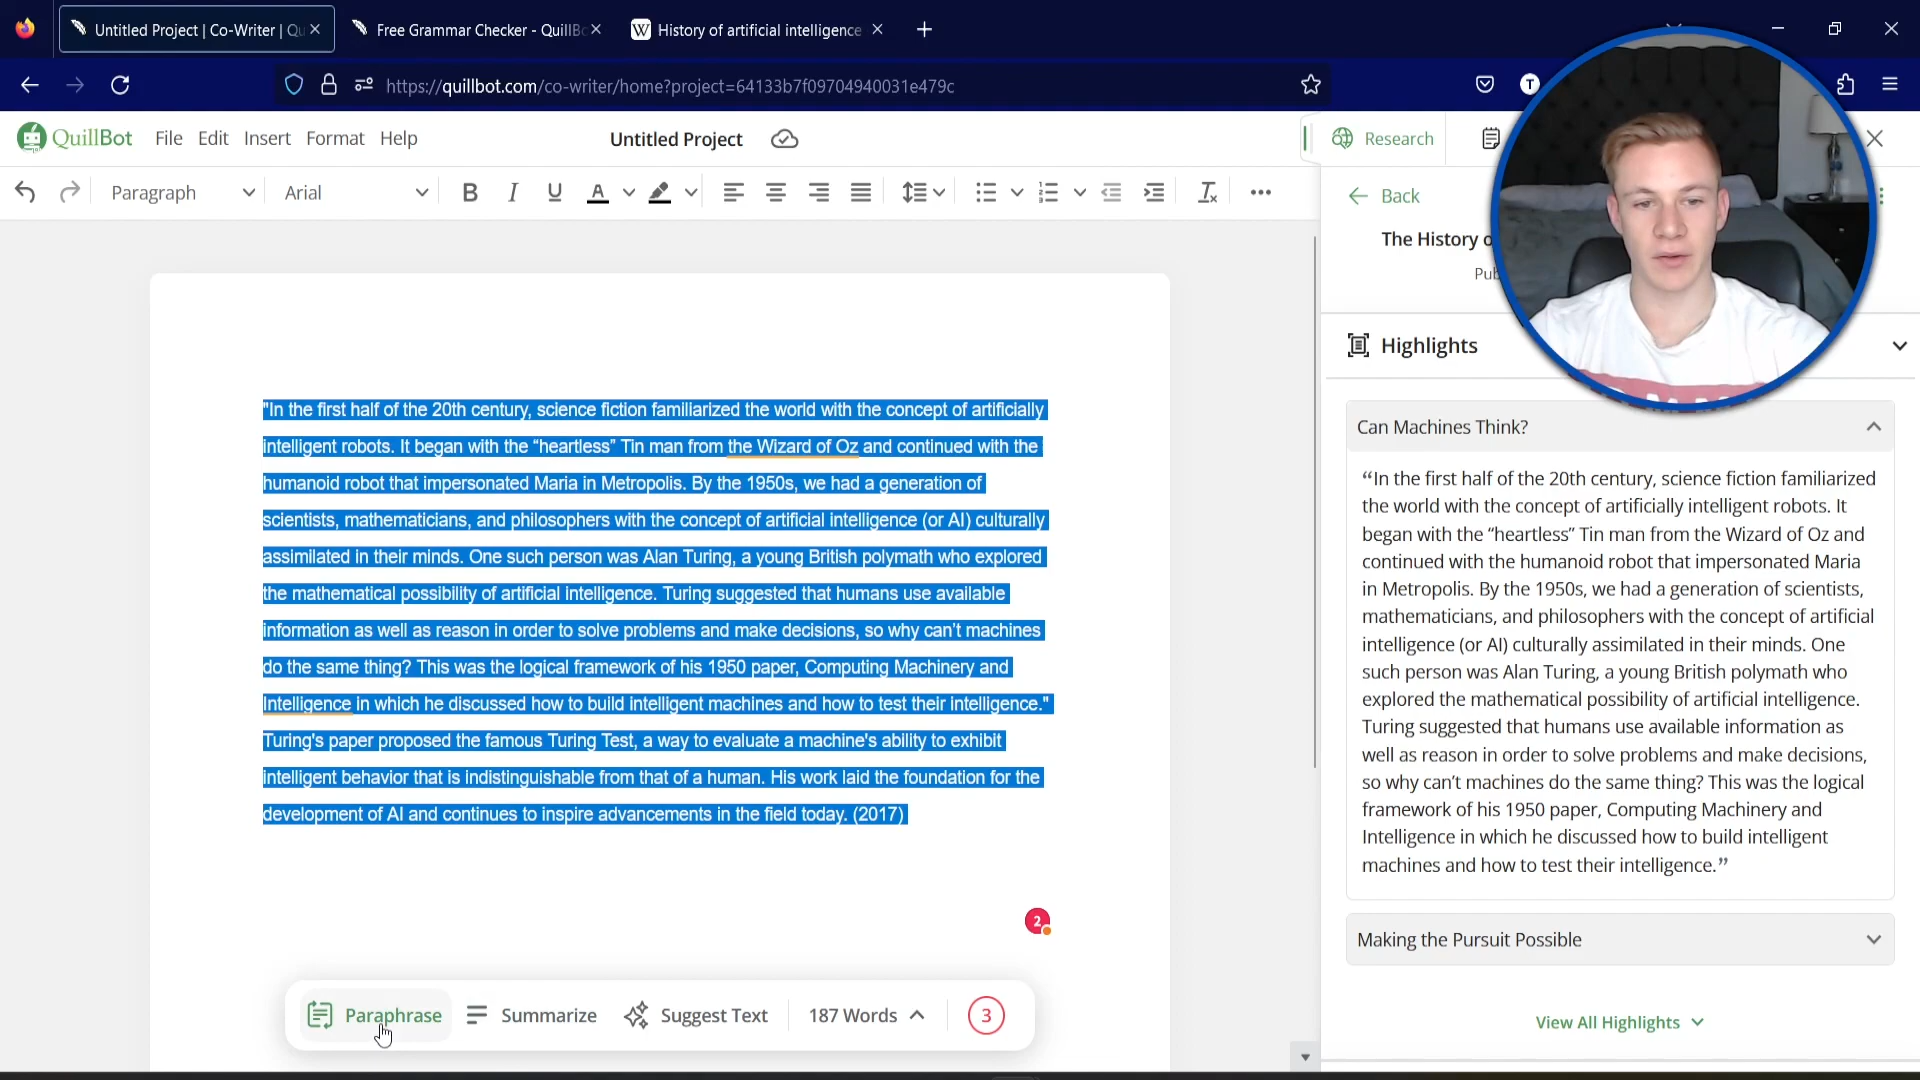 Untitled Project | Co-Writer | Qu
Free Grammar Checker - QuillBo
W History of artificial intelligence
https://quillbot.com/co-writer/home?project=64133b7f09704940031e479c
T
QuillBot File Edit Insert Format Help
Untitled Project
Research
Paragraph
Arial
B I U A
Back
The History o
Pub
Highlights
"In the first half of the 20th century, science fiction familiarized the world with the concept of artificially
intelligent robots. It began with the “heartless” Tin man from the Wizard of Oz and continued with the
humanoid robot that impersonated Maria in Metropolis. By the 1950s, we had a generation of
scientists, mathematicians, and philosophers with the concept of artificial intelligence (or AI) culturally
assimilated in their minds. One such person was Alan Turing, a young British polymath who explored
the mathematical possibility of artificial intelligence. Turing suggested that humans use available
information as well as reason in order to solve problems and make decisions, so why can’t machines
do the same thing? This was the logical framework of his 1950 paper, Computing Machinery and
Intelligence in which he discussed how to build intelligent machines and how to test their intelligence."
Turing's paper proposed the famous Turing Test, a way to evaluate a machine's ability to exhibit
intelligent behavior that is indistinguishable from that of a human. His work laid the foundation for the
development of AI and continues to inspire advancements in the field today. (2017)
2
Paraphrase
Summarize
Suggest Text
187 Words
3
Can Machines Think?
“In the first half of the 20th century, science fiction familiarized
the world with the concept of artificially intelligent robots. It
began with the “heartless” Tin man from the Wizard of Oz and
continued with the humanoid robot that impersonated Maria
in Metropolis. By the 1950s, we had a generation of scientists,
mathematicians, and philosophers with the concept of artificial
intelligence (or AI) culturally assimilated in their minds. One
such person was Alan Turing, a young British polymath who
explored the mathematical possibility of artificial intelligence.
Turing suggested that humans use available information as
well as reason in order to solve problems and make decisions,
so why can’t machines do the same thing? This was the logical
framework of his 1950 paper, Computing Machinery and
Intelligence in which he discussed how to build intelligent
machines and how to test their intelligence.”
Making the Pursuit Possible
View All Highlights